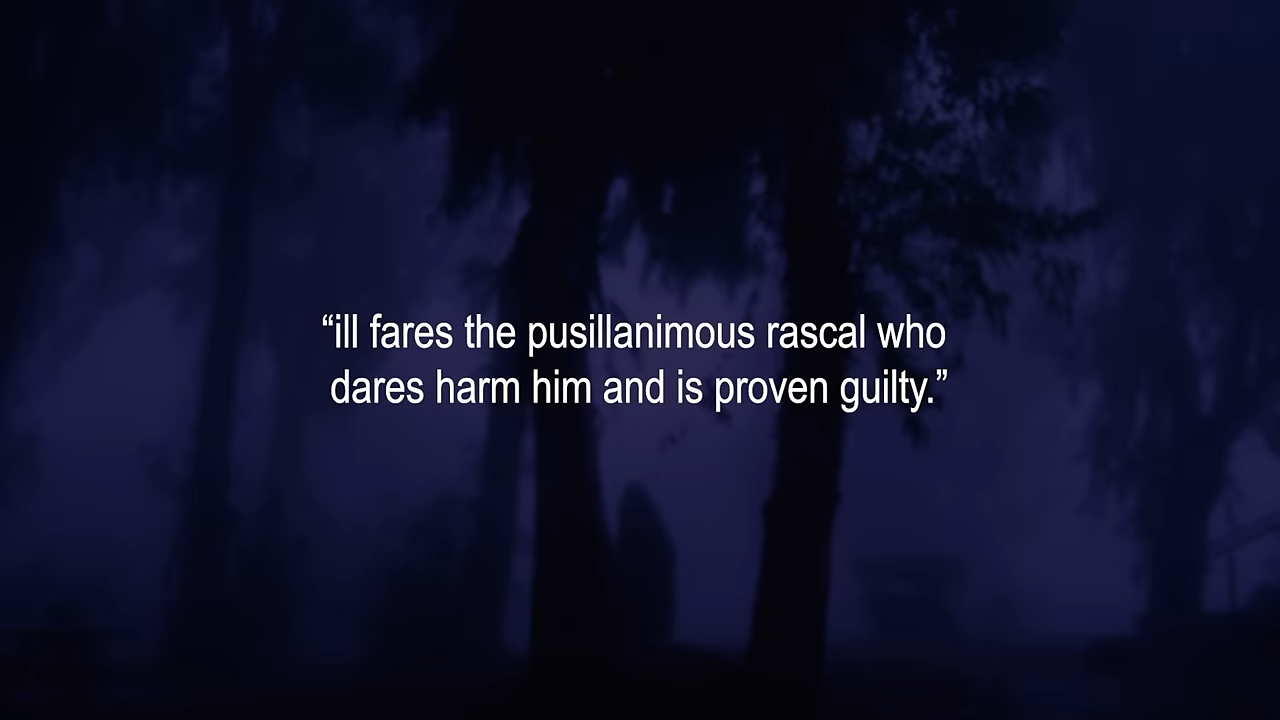 “ill fares the pusillanimous rascal who
dares harm him and is proven guilty.”